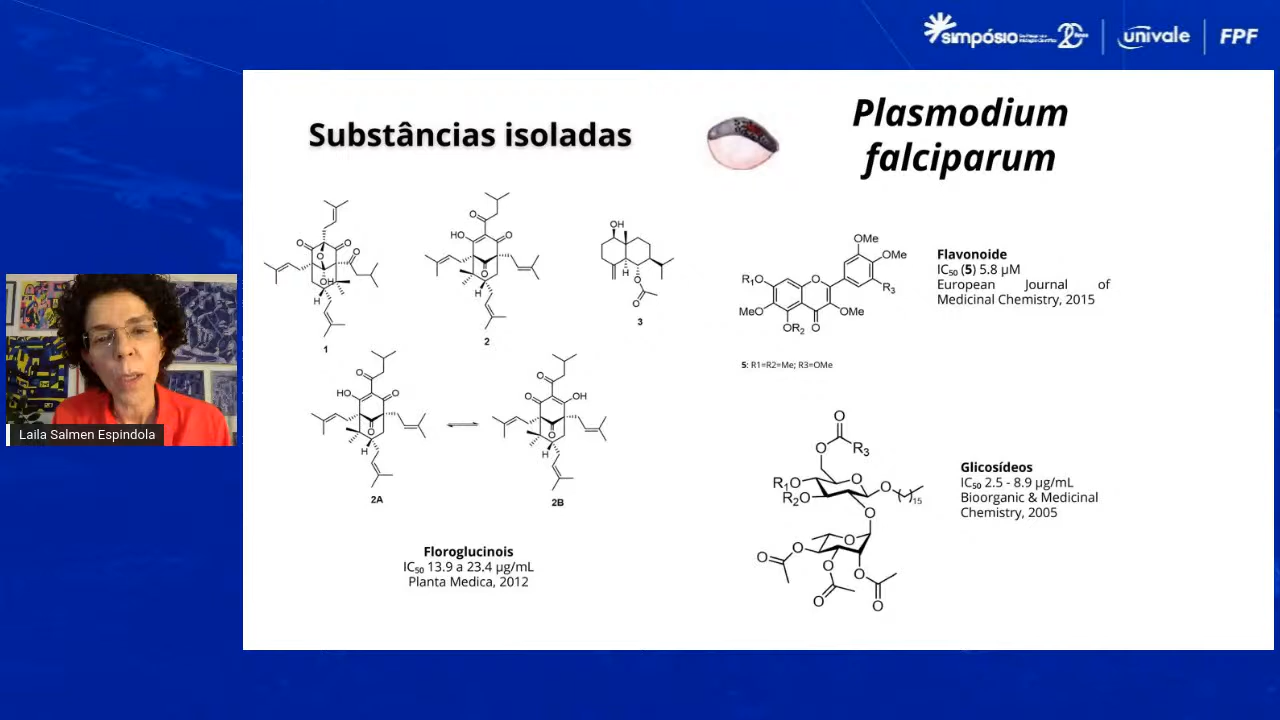 simpósio
20 anos
univale
FPF
Substâncias isoladas
Plasmodium
falciparum
1
2
3
OH
HO
O
H
2A
2B
Floroglucinois
IC₅₀ 13.9 a 23.4 µg/mL
Planta Medica, 2012
OMe
OMe
R₁O
R₃
MeO
OMe
OR₂
O
5: R1=R2=Me; R3=OMe
Flavonoide
IC₅₀ (5) 5.8 µM
European Journal of
Medicinal Chemistry, 2015
O
R₃
R₁O
R₂O
15
Glicosídeos
IC₅₀ 2.5 - 8.9 µg/mL
Bioorganic & Medicinal
Chemistry, 2005
Laila Salmen Espindola